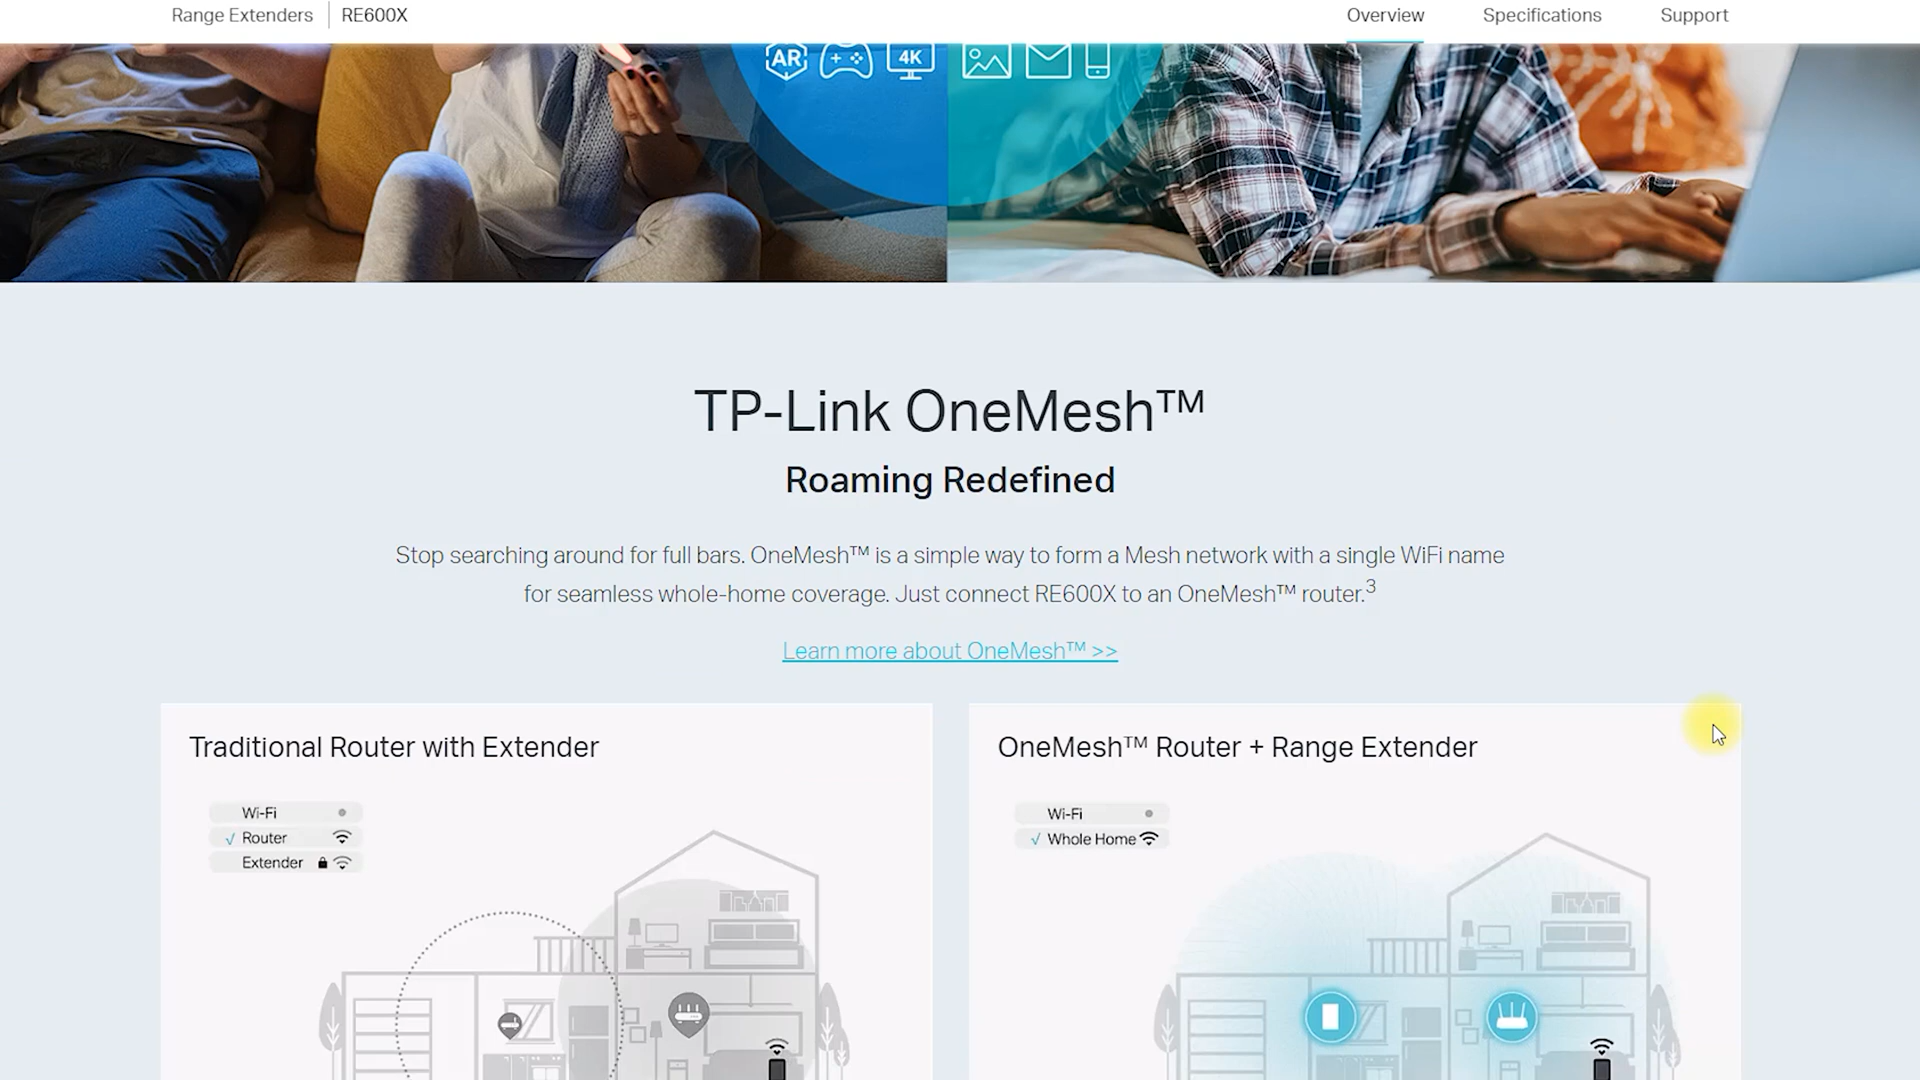 Range Extenders
RE600X
Overview
Specifications
Support
AR
4K
TP-Link OneMesh™
Roaming Redefined
Stop searching around for full bars. OneMesh™ is a simple way to form a Mesh network with a single WiFi name
for seamless whole-home coverage. Just connect RE600X to an OneMesh™ router.3
Learn more about OneMesh™ >>
Traditional Router with Extender
Wi-Fi
√ Router
Extender
OneMesh™ Router + Range Extender
Wi-Fi
√ Whole Home